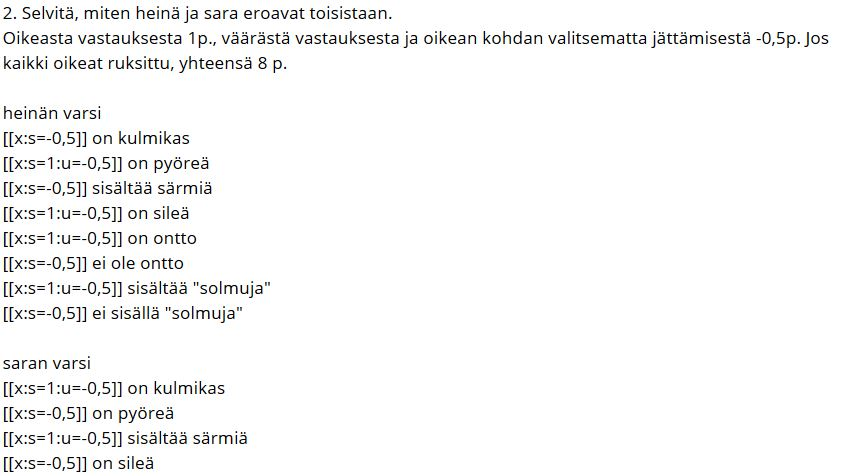 2. Selvitä, miten heinä ja sara eroavat toisistaan.
Oikeasta vastauksesta 1p., väärästä vastauksesta ja oikean kohdan valitsematta jättämisestä -0,5p. Jos
kaikki oikeat ruksittu, yhteensä 8 p.
heinän varsi
[[x:s=-0,5]] on kulmikas
[[x:s=1:u=-0,5]] on pyöreä
[[x:s=-0,5]] sisältää särmiä
[[x:s=1:u=-0,5]] on sileä
[[x:s=1:u=-0,5]] on ontto
[[x:s=-0,5]] ei ole ontto
[[x:s=1:u=-0,5]] sisältää "solmuja"
[[x:s=-0,5]] ei sisällä "solmuja"
saran varsi
[[x:s=1:u=-0,5]] on kulmikas
[[x:s=-0,5]] on pyöreä
[[x:s=1:u=-0,5]] sisältää särmiä
[[x:s=-0,5]] on sileä